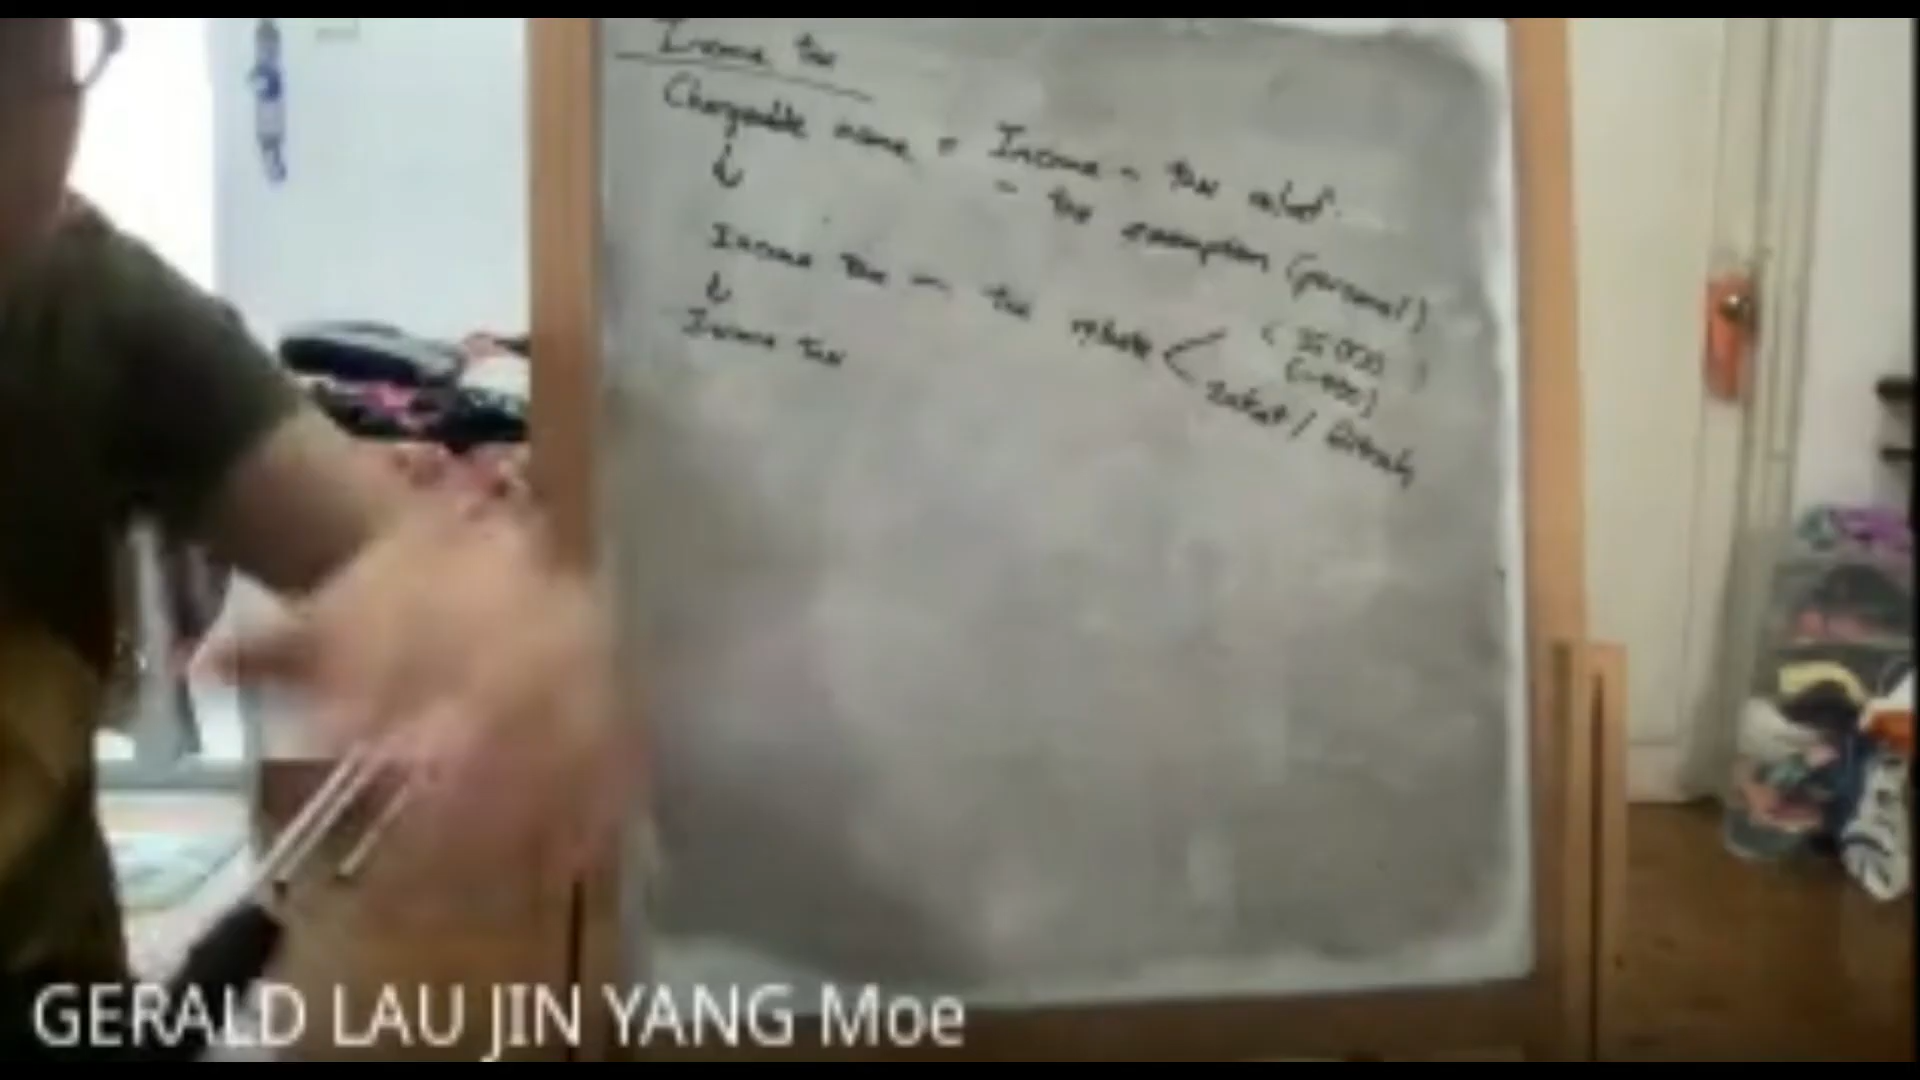 Income tax
Chargeable income = Income - tax relief
- tax exemption (personal)
↓
Income tax - tax rebate < (35 000)
(400)
zakat / fitrah
↓
Income tax
GERALD LAU JIN YANG Moe